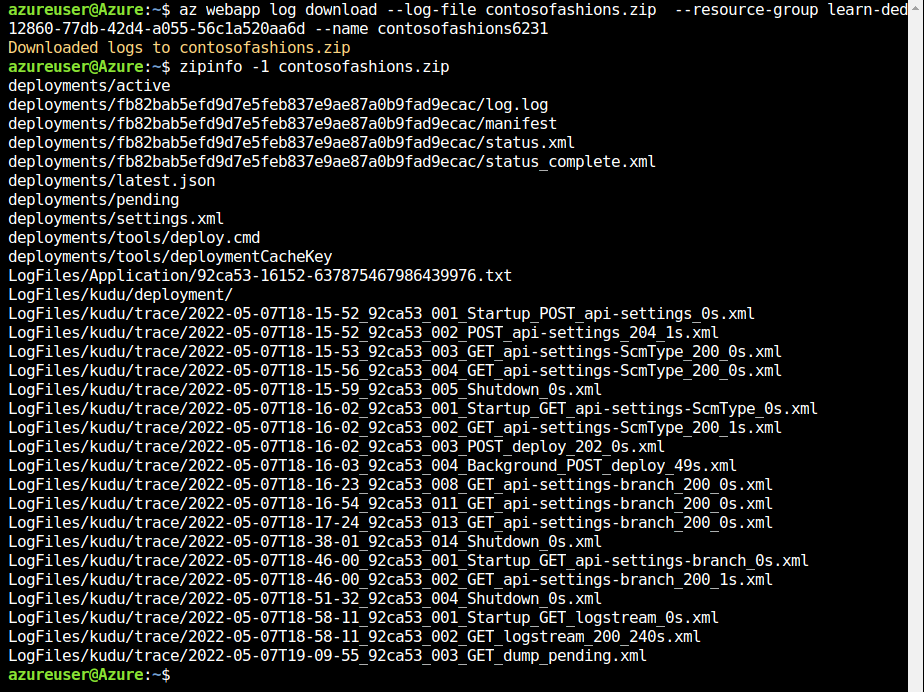 azureuser@Azure:~$ az webapp log download --log-file contosofashions.zip  --resource-group learn-ded
12860-77db-42d4-a055-56c1a520aa6d --name contosofashions6231
Downloaded logs to contosofashions.zip
azureuser@Azure:~$ zipinfo -1 contosofashions.zip
deployments/active
deployments/fb82bab5efd9d7e5feb837e9ae87a0b9fad9ecac/log.log
deployments/fb82bab5efd9d7e5feb837e9ae87a0b9fad9ecac/manifest
deployments/fb82bab5efd9d7e5feb837e9ae87a0b9fad9ecac/status.xml
deployments/fb82bab5efd9d7e5feb837e9ae87a0b9fad9ecac/status_complete.xml
deployments/latest.json
deployments/pending
deployments/settings.xml
deployments/tools/deploy.cmd
deployments/tools/deploymentCacheKey
LogFiles/Application/92ca53-16152-637875467986439976.txt
LogFiles/kudu/deployment/
LogFiles/kudu/trace/2022-05-07T18-15-52_92ca53_001_Startup_POST_api-settings_0s.xml
LogFiles/kudu/trace/2022-05-07T18-15-52_92ca53_002_POST_api-settings_204_1s.xml
LogFiles/kudu/trace/2022-05-07T18-15-53_92ca53_003_GET_api-settings-ScmType_200_0s.xml
LogFiles/kudu/trace/2022-05-07T18-15-56_92ca53_004_GET_api-settings-ScmType_200_0s.xml
LogFiles/kudu/trace/2022-05-07T18-15-59_92ca53_005_Shutdown_0s.xml
LogFiles/kudu/trace/2022-05-07T18-16-02_92ca53_001_Startup_GET_api-settings-ScmType_0s.xml
LogFiles/kudu/trace/2022-05-07T18-16-02_92ca53_002_GET_api-settings-ScmType_200_1s.xml
LogFiles/kudu/trace/2022-05-07T18-16-02_92ca53_003_POST_deploy_202_0s.xml
LogFiles/kudu/trace/2022-05-07T18-16-03_92ca53_004_Background_POST_deploy_49s.xml
LogFiles/kudu/trace/2022-05-07T18-16-23_92ca53_008_GET_api-settings-branch_200_0s.xml
LogFiles/kudu/trace/2022-05-07T18-16-54_92ca53_011_GET_api-settings-branch_200_0s.xml
LogFiles/kudu/trace/2022-05-07T18-17-24_92ca53_013_GET_api-settings-branch_200_0s.xml
LogFiles/kudu/trace/2022-05-07T18-38-01_92ca53_014_Shutdown_0s.xml
LogFiles/kudu/trace/2022-05-07T18-46-00_92ca53_001_Startup_GET_api-settings-branch_0s.xml
LogFiles/kudu/trace/2022-05-07T18-46-00_92ca53_002_GET_api-settings-branch_200_1s.xml
LogFiles/kudu/trace/2022-05-07T18-51-32_92ca53_004_Shutdown_0s.xml
LogFiles/kudu/trace/2022-05-07T18-58-11_92ca53_001_Startup_GET_logstream_0s.xml
LogFiles/kudu/trace/2022-05-07T18-58-11_92ca53_002_GET_logstream_200_240s.xml
LogFiles/kudu/trace/2022-05-07T19-09-55_92ca53_003_GET_dump_pending.xml
azureuser@Azure:~$